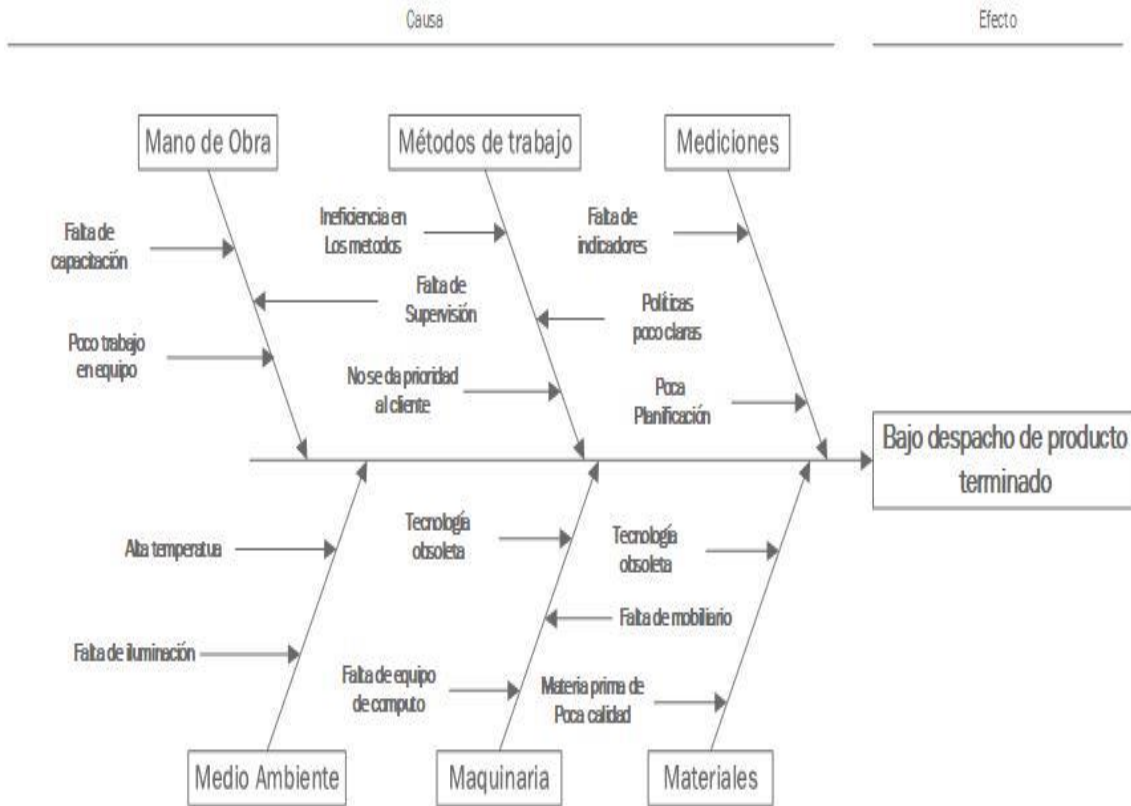 Causa
Efecto
Mano de Obra
Métodos de trabajo
Mediciones
Falta de
capacitación
Ineficiencia en
Los metodos
Falta de
indicadores
Falta de
Supervisión
Políticas
poco claras
Poco trabajo
en equipo
No se da prioridad
al cliente
Poca
Planificación
Bajo despacho de producto
terminado
Alta temperatua
Tecnología
obsoleta
Tecnología
obsoleta
Falta de mobiliario
Falta de iluminación
Falta de equipo
de computo
Materia prima de
Poca calidad
Medio Ambiente
Maquinaria
Materiales